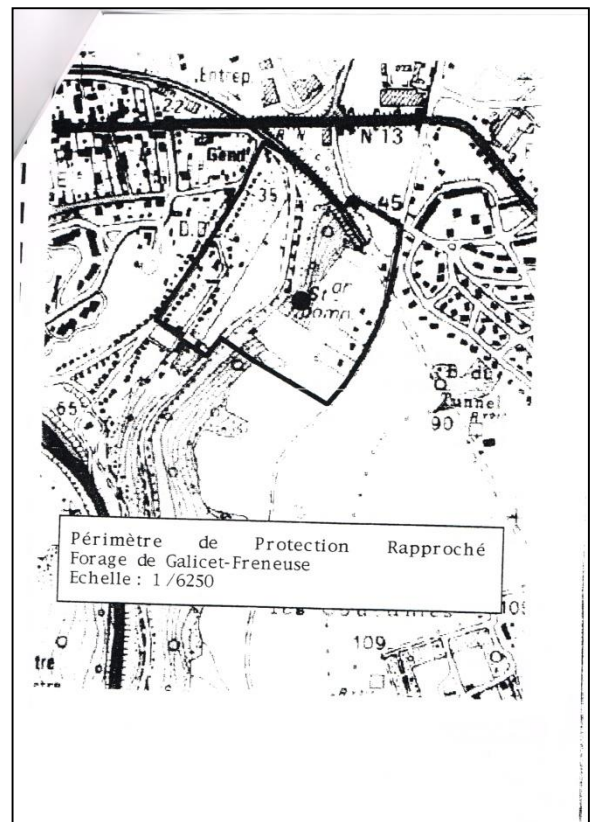 Entrep.
22
N 13
Gend
35
45
St
pomp.
B. du
Tunnel
90
65
Périmètre de Protection Rapproché
Forage de Galicet-Freneuse
Echelle : 1/6250
109
tre